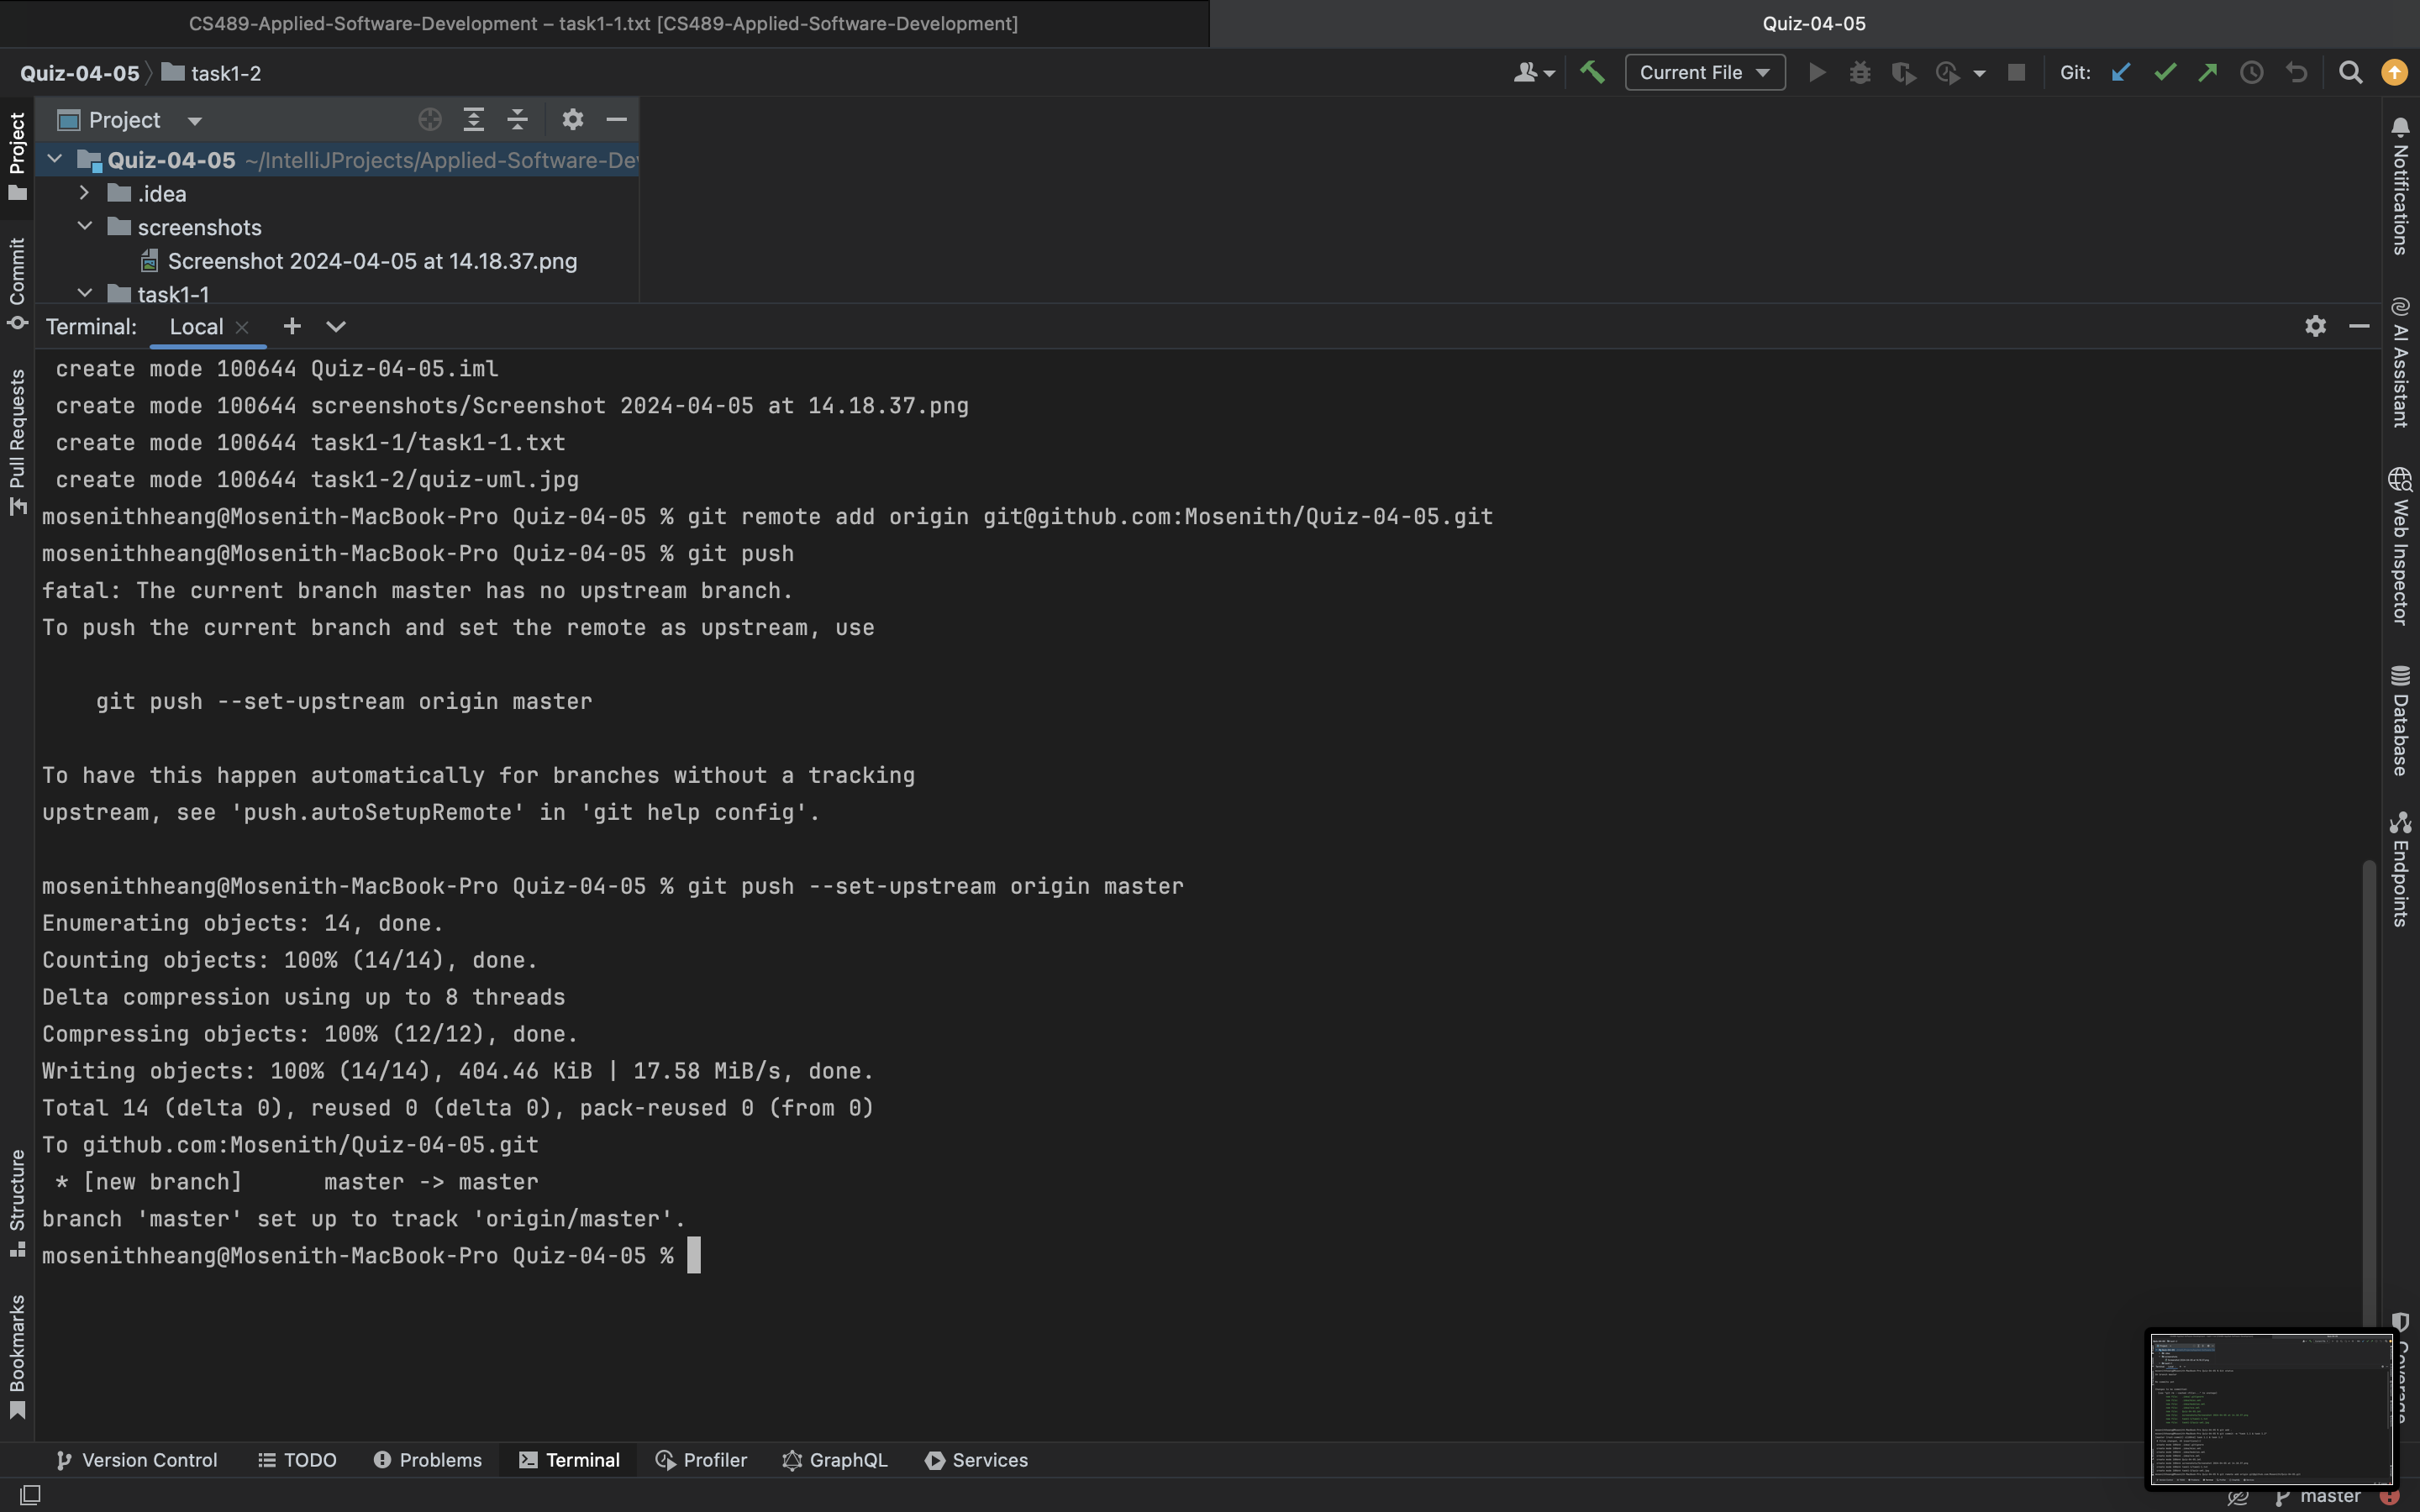 CS489-Applied-Software-Development – task1-1.txt [CS489-Applied-Software-Development]
Quiz-04-05
Quiz-04-05 task1-2
Current File
Git:
Project
Quiz-04-05 ~/IntelliJProjects/Applied-Software-De
.idea
screenshots
Screenshot 2024-04-05 at 14.18.37.png
task1-1
Project
Commit
Pull Requests
Structure
Bookmarks
Terminal: Local
create mode 100644 Quiz-04-05.iml
create mode 100644 screenshots/Screenshot 2024-04-05 at 14.18.37.png
create mode 100644 task1-1/task1-1.txt
create mode 100644 task1-2/quiz-uml.jpg
mosenithheang@Mosenith-MacBook-Pro Quiz-04-05 % git remote add origin git@github.com:Mosenith/Quiz-04-05.git
mosenithheang@Mosenith-MacBook-Pro Quiz-04-05 % git push
fatal: The current branch master has no upstream branch.
To push the current branch and set the remote as upstream, use
git push --set-upstream origin master
To have this happen automatically for branches without a tracking
upstream, see 'push.autoSetupRemote' in 'git help config'.
mosenithheang@Mosenith-MacBook-Pro Quiz-04-05 % git push --set-upstream origin master
Enumerating objects: 14, done.
Counting objects: 100% (14/14), done.
Delta compression using up to 8 threads
Compressing objects: 100% (12/12), done.
Writing objects: 100% (14/14), 404.46 KiB | 17.58 MiB/s, done.
Total 14 (delta 0), reused 0 (delta 0), pack-reused 0 (from 0)
To github.com:Mosenith/Quiz-04-05.git
* [new branch] master -> master
branch 'master' set up to track 'origin/master'.
mosenithheang@Mosenith-MacBook-Pro Quiz-04-05 %
Notifications
AI Assistant
Web Inspector
Database
Endpoints
Coverage
Version Control
TODO
Problems
Terminal
Profiler
GraphQL
Services
master